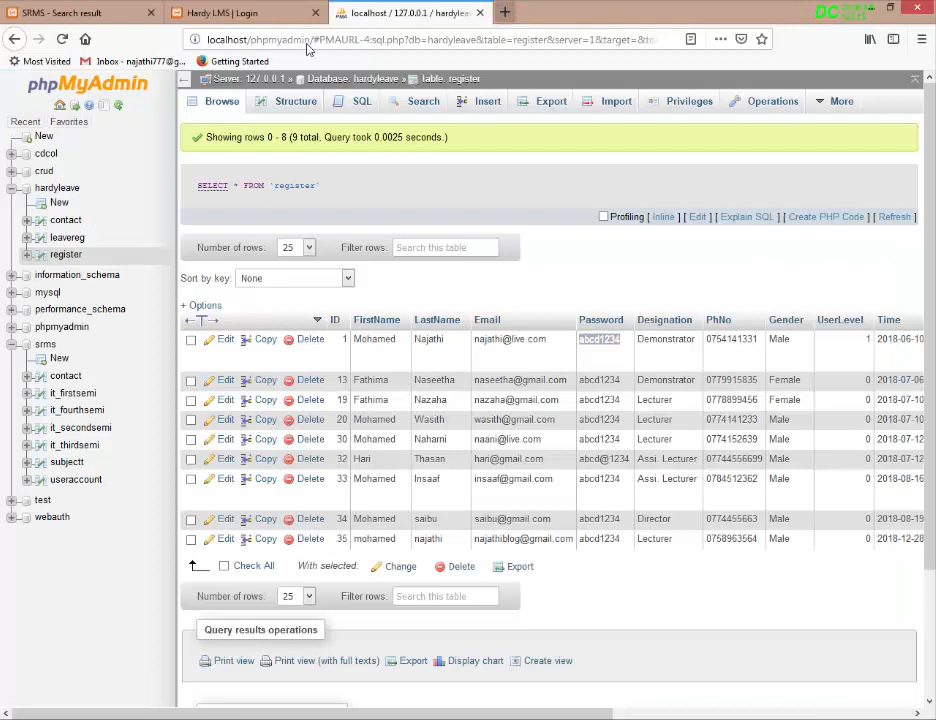 SRMS - Search result
Hardy LMS | Login
localhost / 127.0.0.1 / hardyleave
localhost/phpmyadmin/#PMAURL-4:sql.php?db=hardyleave&table=register&server=1&target=&to
Most Visited
Inbox - najathi777@g...
Getting Started
phpMyAdmin
Recent
Favorites
New
cdcol
crud
hardyleave
New
contact
leavereg
register
information_schema
mysql
performance_schema
phpmyadmin
srms
New
contact
it_firstsemi
it_fourthsemi
it_secondsemi
it_thirdsemi
subjectt
useraccount
test
webauth
Server: 127.0.0.1 » Database: hardyleave » Table: register
Browse Structure SQL Search Insert Export Import Privileges Operations More
Showing rows 0 - 8 (9 total, Query took 0.0025 seconds.)
SELECT * FROM `register`
Profiling [ Inline ] [ Edit ] [ Explain SQL ] [ Create PHP Code ] [ Refresh ]
Number of rows: 25 Filter rows: Search this table
Sort by key: None
+ Options
ID FirstName LastName Email Password Designation PhNo Gender UserLevel Time
Edit Copy Delete 1 Mohamed Najathi najathi@live.com abcd1234 Demonstrator 0754141331 Male 1 2018-06-10
Edit Copy Delete 13 Fathima Naseetha naseetha@gmail.com abcd1234 Demonstrator 0779915835 Female 0 2018-07-06
Edit Copy Delete 19 Fathima Nazaha nazaha@gmail.com abcd1234 Lecturer 0778899456 Female 0 2018-07-10
Edit Copy Delete 20 Mohamed Wasith wasith@gmail.com abcd1234 Lecturer 0774141233 Male 0 2018-07-10
Edit Copy Delete 30 Mohamed Naharni naani@live.com abcd1234 Lecturer 0774152639 Male 0 2018-07-12
Edit Copy Delete 32 Hari Thasan hari@gmail.com abcd@1234 Assi. Lecturer 07744556699 Male 0 2018-07-12
Edit Copy Delete 33 Mohamed Insaaf insaaf@gmail.com abcd1234 Assi. Lecturer 0784512362 Male 0 2018-08-16
Edit Copy Delete 34 Mohamed saibu saibu@gmail.com abcd1234 Director 0774455663 Male 0 2018-08-19
Edit Copy Delete 35 mohamed najathi najathiblog@gmail.com abcd1234 Lecturer 0758963564 Male 0 2018-12-28
Check All With selected: Change Delete Export
Number of rows: 25 Filter rows: Search this table
Query results operations
Print view Print view (with full texts) Export Display chart Create view